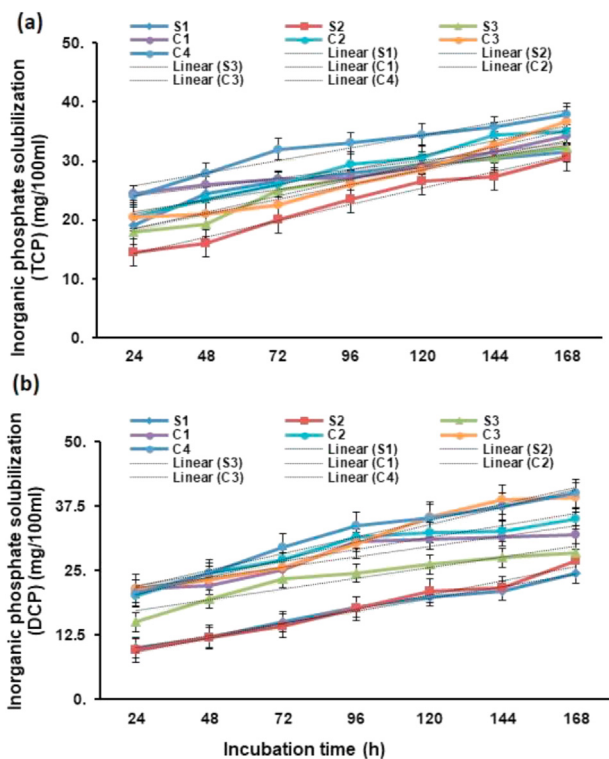 (a)
S1 S2 S3
C1 C2 C3
C4 Linear (S1) Linear (S2)
Linear (S3) Linear (C1) Linear (C2)
Linear (C3) Linear (C4)
Inorganic phosphate solubilization
(TCP) (mg/100ml)
50.
40.
30.
20.
10.
0.
24 48 72 96 120 144 168
(b)
S1 S2 S3
C1 C2 C3
C4 Linear (S1) Linear (S2)
Linear (S3) Linear (C1) Linear (C2)
Linear (C3) Linear (C4)
Inorganic phosphate solubilization
(DCP) (mg/100ml)
50.
37.5
25.
12.5
0.
24 48 72 96 120 144 168
Incubation time (h)